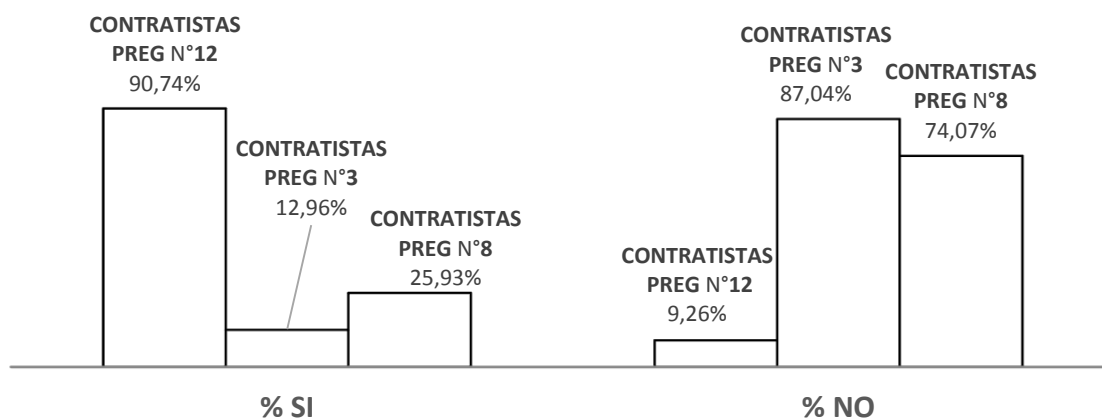 CONTRATISTAS
PREG N°12
90,74%
CONTRATISTAS
PREG N°3
12,96%
CONTRATISTAS
PREG N°8
25,93%
% SI
CONTRATISTAS
PREG N°12
9,26%
CONTRATISTAS
PREG N°3
87,04%
CONTRATISTAS
PREG N°8
74,07%
% NO